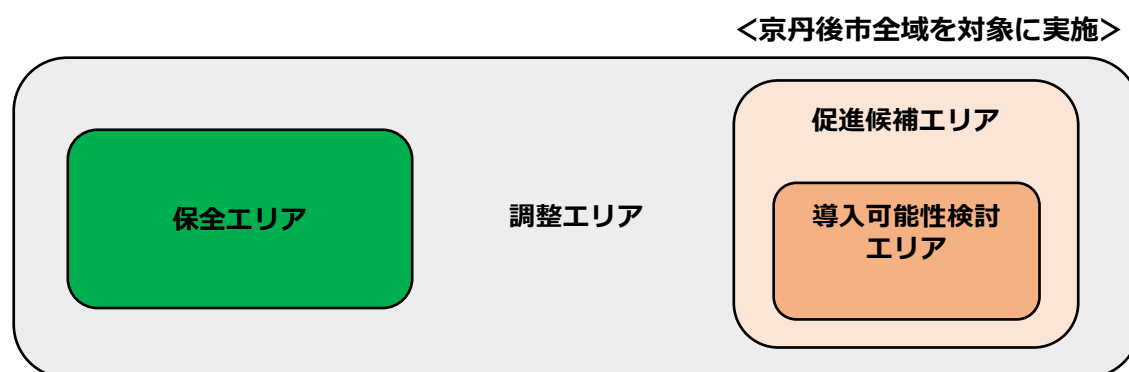 ＜京丹後市全域を対象に実施＞
保全エリア
調整エリア
促進候補エリア
導入可能性検討
エリア